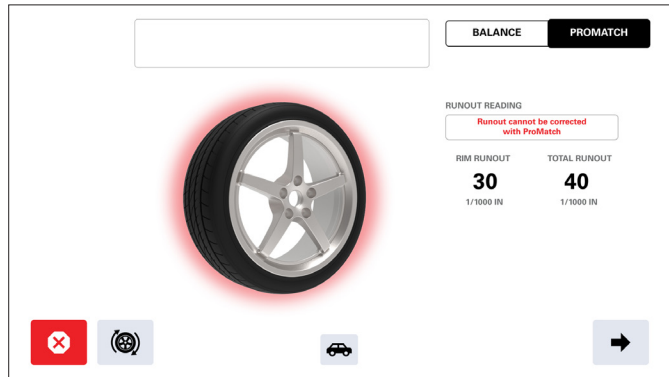 BALANCE
PROMATCH
RUNOUT READING
Runout cannot be corrected
with ProMatch
RIM RUNOUT
TOTAL RUNOUT
30
40
1/1000 IN
1/1000 IN